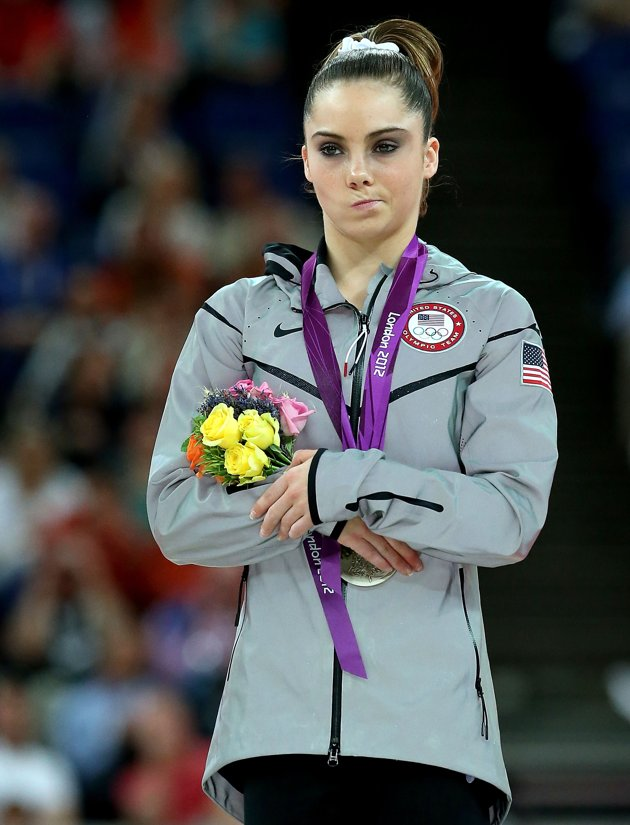 London 2012
UNITED STATES
OLYMPIC TEAM
London 2012